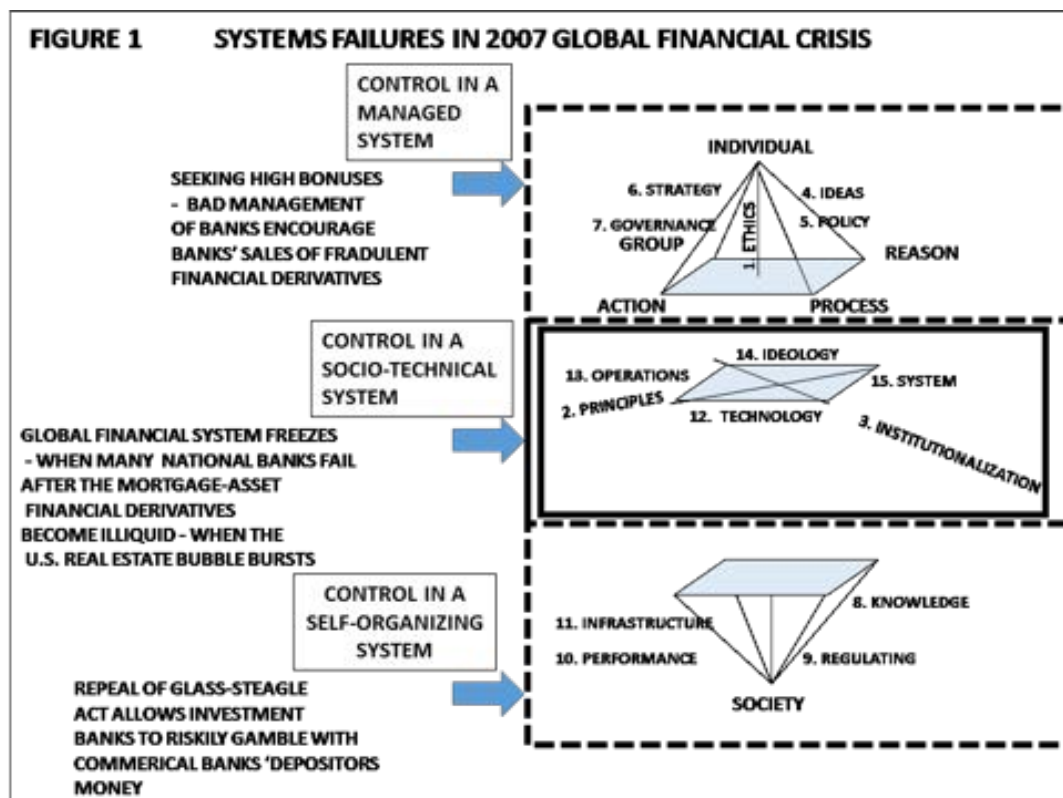 FIGURE 1 SYSTEMS FAILURES IN 2007 GLOBAL FINANCIAL CRISIS
CONTROL IN A
MANAGED
SYSTEM
SEEKING HIGH BONUSES
- BAD MANAGEMENT
OF BANKS ENCOURAGE
BANKS' SALES OF FRADULENT
FINANCIAL DERIVATIVES
INDIVIDUAL
6. STRATEGY
4. IDEAS
7. GOVERNANCE
5. POLICY
GROUP
1. ETHICS
REASON
ACTION
PROCESS
CONTROL IN A
SOCIO-TECHNICAL
SYSTEM
GLOBAL FINANCIAL SYSTEM FREEZES
- WHEN MANY NATIONAL BANKS FAIL
AFTER THE MORTGAGE-ASSET
FINANCIAL DERIVATIVES
BECOME ILLIQUID - WHEN THE
U.S. REAL ESTATE BUBBLE BURSTS
14. IDEOLOGY
13. OPERATIONS
15. SYSTEM
2. PRINCIPLES
12. TECHNOLOGY
3. INSTITUTIONALIZATION
CONTROL IN A
SELF-ORGANIZING
SYSTEM
REPEAL OF GLASS-STEAGLE
ACT ALLOWS INVESTMENT
BANKS TO RISKILY GAMBLE WITH
COMMERICAL BANKS 'DEPOSITORS
MONEY
8. KNOWLEDGE
11. INFRASTRUCTURE
10. PERFORMANCE
9. REGULATING
SOCIETY